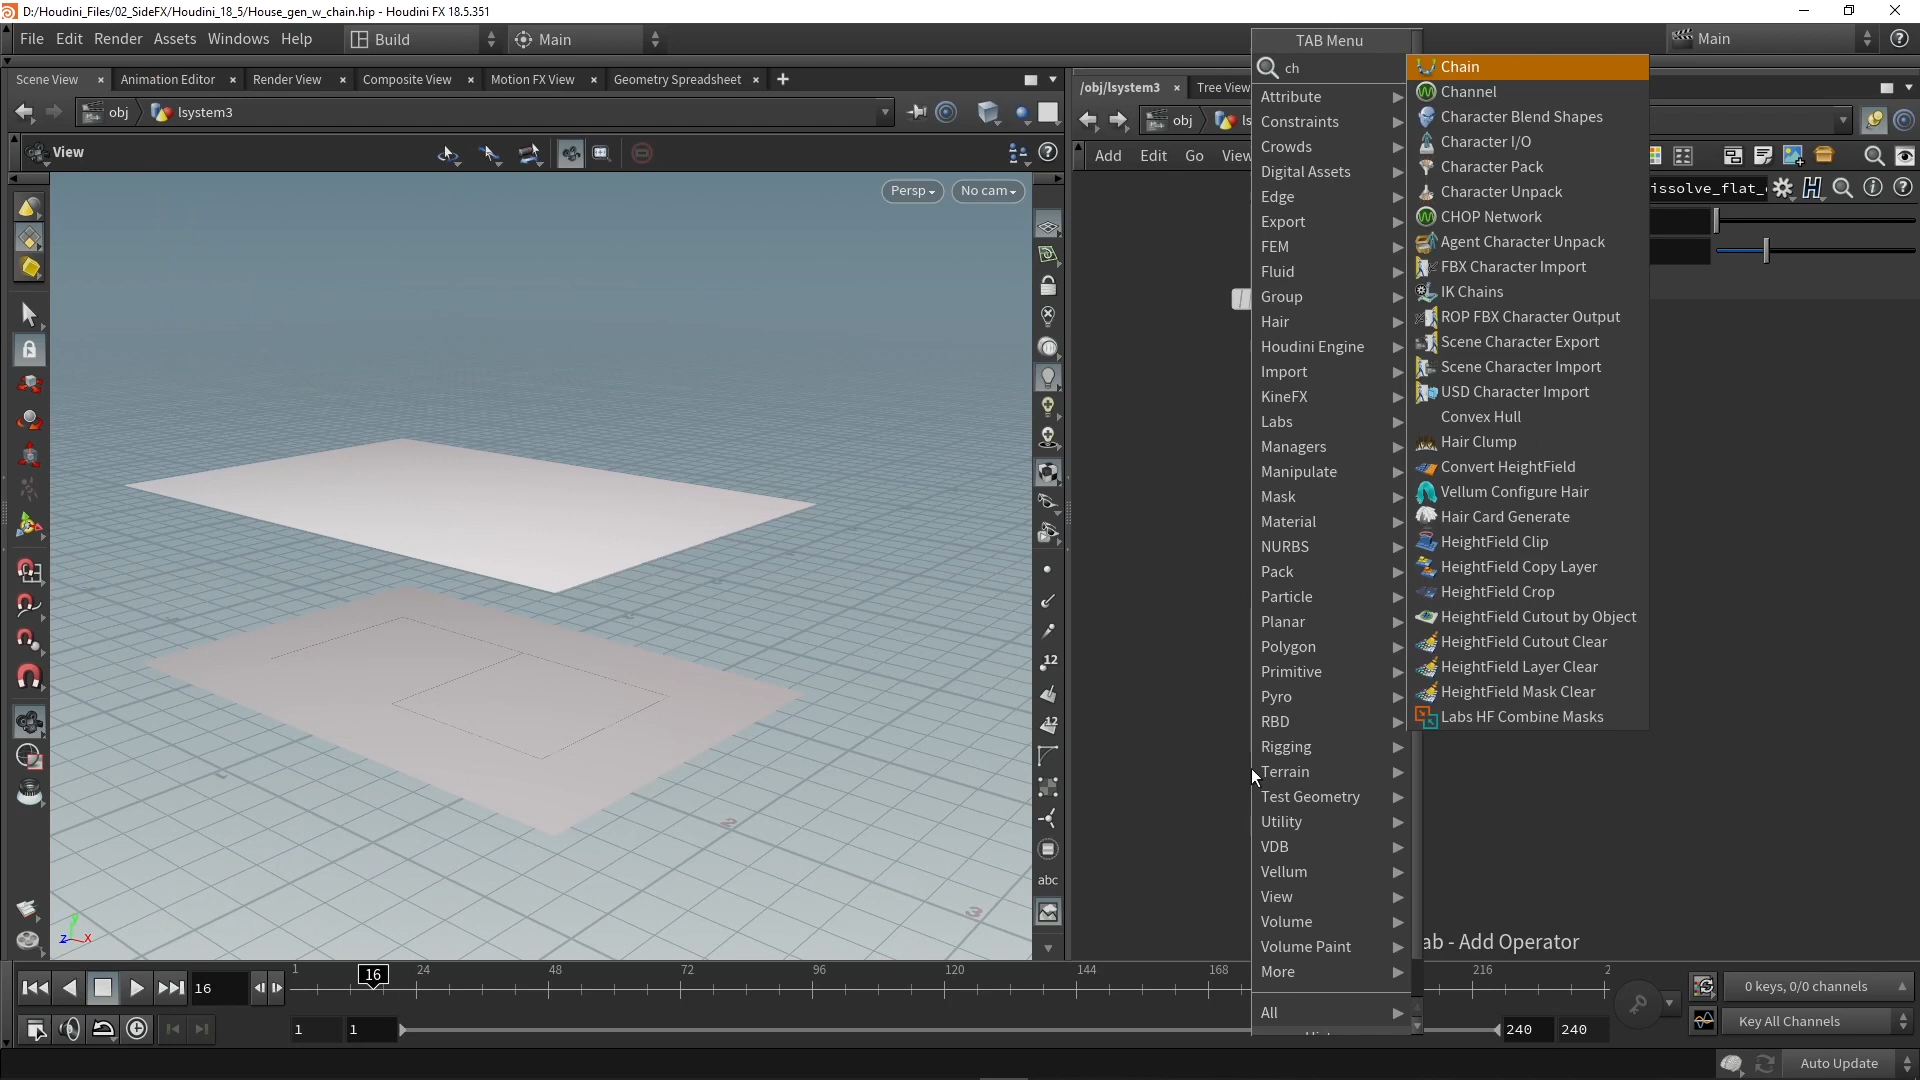 D:/Houdini_Files/02_SideFX/Houdini_18_5/House_gen_w_chain.hip - Houdini FX 18.5.351
File Edit Render Assets Windows Help Build Main Main
Scene View Animation Editor Render View Composite View Motion FX View Geometry Spreadsheet
/obj/lsystem3 Tree View
obj lsystem3
obj ls
View
Add Edit Go View
issolve_flat_
Persp No cam
TAB Menu
ch
Attribute
Constraints
Crowds
Digital Assets
Edge
Export
FEM
Fluid
Group
Hair
Houdini Engine
Import
KineFX
Labs
Managers
Manipulate
Mask
Material
NURBS
Pack
Particle
Planar
Polygon
Primitive
Pyro
RBD
Rigging
Terrain
Test Geometry
Utility
VDB
Vellum
View
Volume
Volume Paint
More
All
Chain
Channel
Character Blend Shapes
Character I/O
Character Pack
Character Unpack
CHOP Network
Agent Character Unpack
FBX Character Import
IK Chains
ROP FBX Character Output
Scene Character Export
Scene Character Import
USD Character Import
Convex Hull
Hair Clump
Convert HeightField
Vellum Configure Hair
Hair Card Generate
HeightField Clip
HeightField Copy Layer
HeightField Crop
HeightField Cutout by Object
HeightField Cutout Clear
HeightField Layer Clear
HeightField Mask Clear
Labs HF Combine Masks
12
12
abc
2
3
z x
ab - Add Operator
16
1 16 24 48 72 96 120 144 168 216 2
0 keys, 0/0 channels
1 1 240 240
Key All Channels
Auto Update